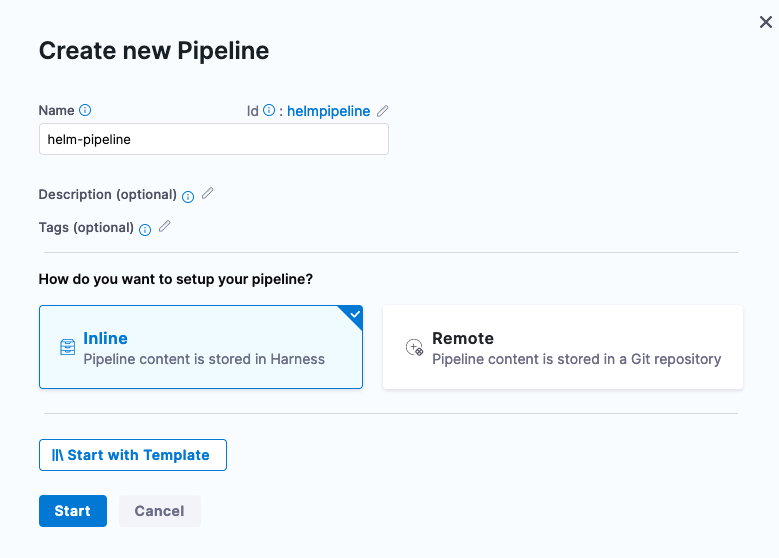 Create new Pipeline
Name Id : helmpipeline
helm-pipeline
Description (optional)
Tags (optional)
How do you want to setup your pipeline?
Inline
Pipeline content is stored in Harness
Remote
Pipeline content is stored in a Git repository
Start with Template
Start Cancel